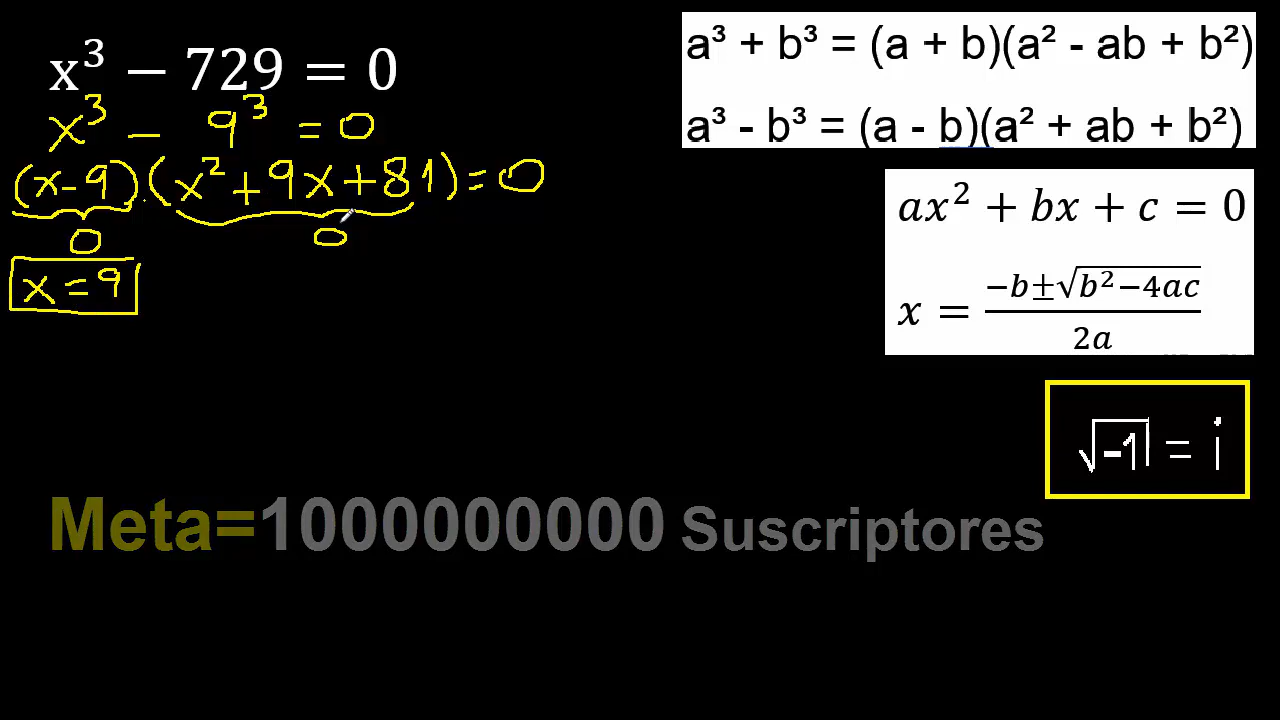 x³ − 729 = 0
x³ − 9³ = 0
(x-9).(x²+9x+81)=0
0 0
x=9
a³ + b³ = (a + b)(a² - ab + b²)
a³ - b³ = (a - b)(a² + ab + b²)
ax² + bx + c = 0
x = −b±√b²−4ac
2a
√-1 = i
Meta=1000000000 Suscriptores